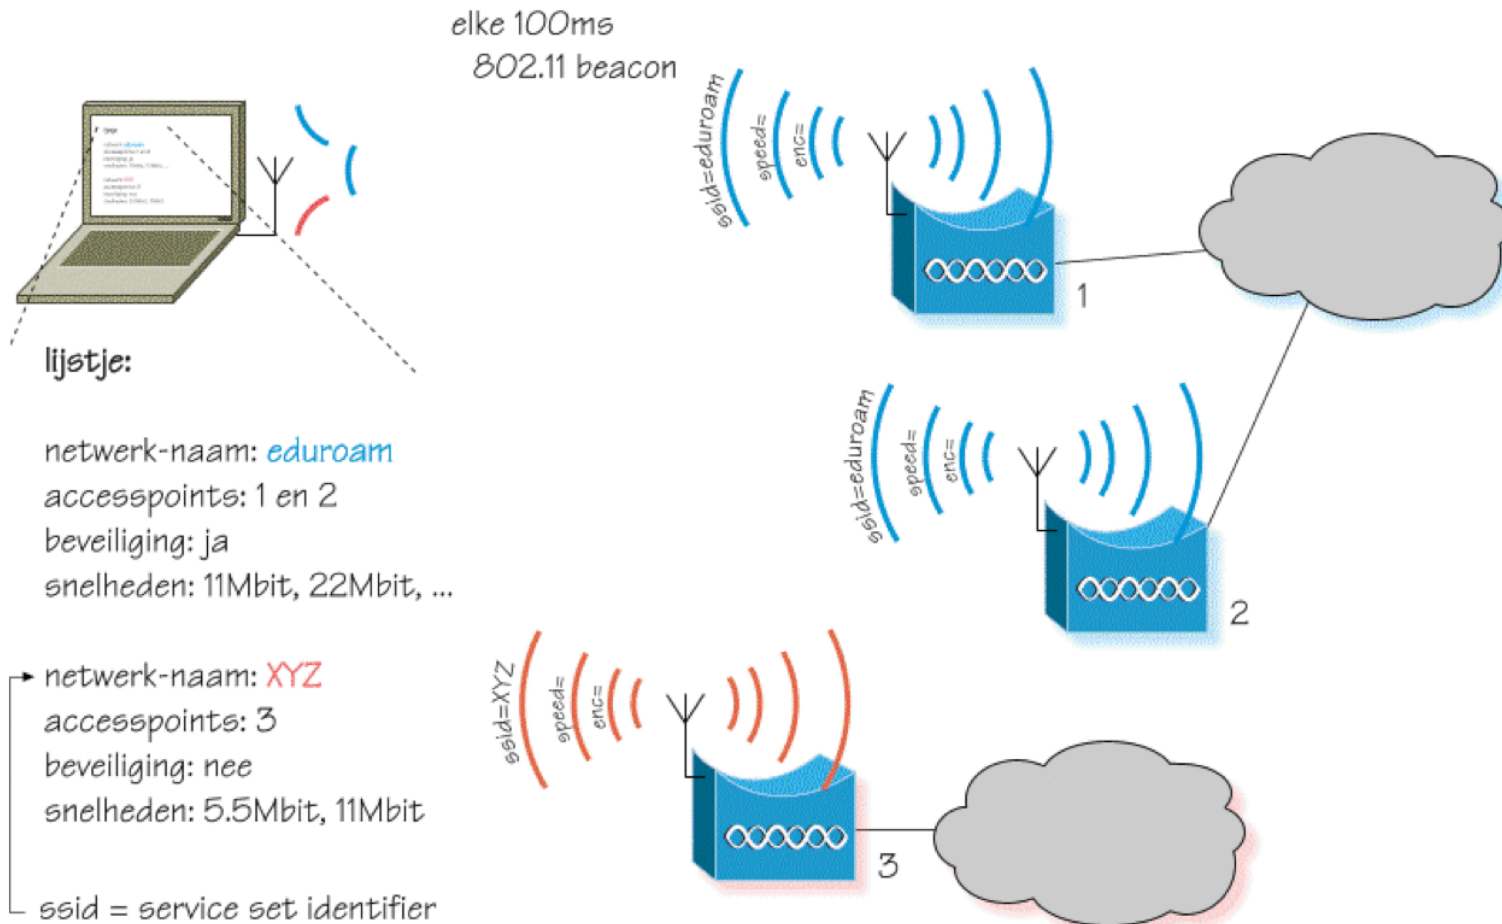 elke 100ms
802.11 beacon
ssid=eduroam
speed=
enc=
1
lijstje:
netwerk-naam: eduroam
accesspoints: 1 en 2
beveiliging: ja
snelheden: 11Mbit, 22Mbit, ...
ssid=eduroam
speed=
enc=
2
netwerk-naam: XYZ
accesspoints: 3
beveiliging: nee
snelheden: 5.5Mbit, 11Mbit
ssid=XYZ
speed=
enc=
3
ssid = service set identifier